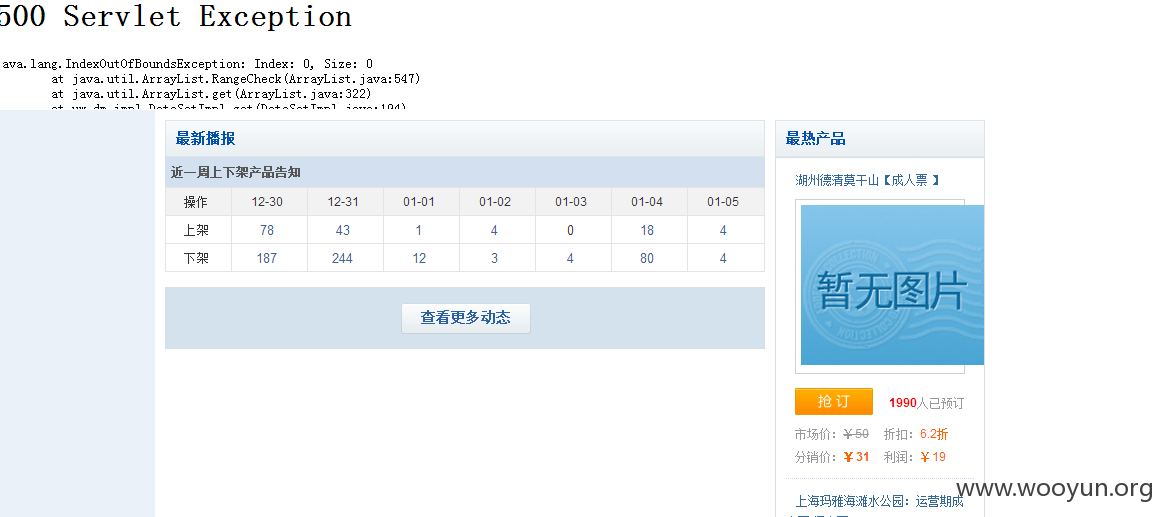 500 Servlet Exception
ava.lang.IndexOutOfBoundsException: Index: 0, Size: 0
at java.util.ArrayList.RangeCheck(ArrayList.java:547)
at java.util.ArrayList.get(ArrayList.java:322)
最新播报
近一周上下架产品告知
操作 12-30 12-31 01-01 01-02 01-03 01-04 01-05
上架 78 43 1 4 0 18 4
下架 187 244 12 3 4 80 4
查看更多动态
最热产品
湖州德清莫干山【成人票 】
COLLECTION
暂无图片
抢 订 1990人已预订
市场价：￥50 折扣：6.2折
分销价：￥31 利润：￥19
上海玛雅海滩水公园：运营期成
www.wooyun.org